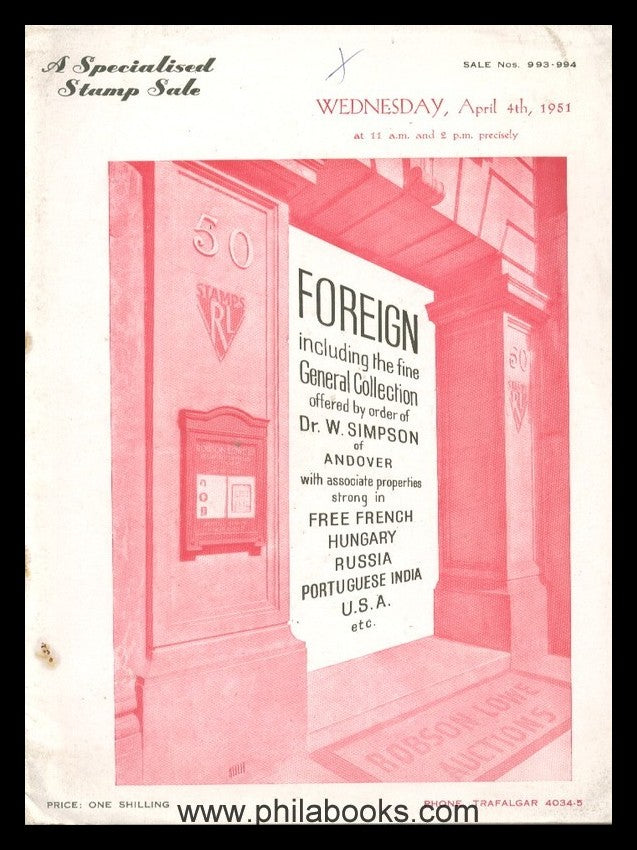 A Specialised
Stamp Sale
SALE Nos. 993-994
WEDNESDAY, April 4th, 1951
at 11 a.m. and 2 p.m. precisely
50
STAMPS
RL
FOREIGN
including the fine
General Collection
offered by order of
Dr. W. SIMPSON
of
ANDOVER
with associate properties
strong in
FREE FRENCH
HUNGARY
RUSSIA
PORTUGUESE INDIA
U.S.A.
etc.
50
ROBSON LOWE
ROBSON LOWE
AUCTIONS
PRICE: ONE SHILLING
www.philabooks.com
PHONE TRAFALGAR 4034-5